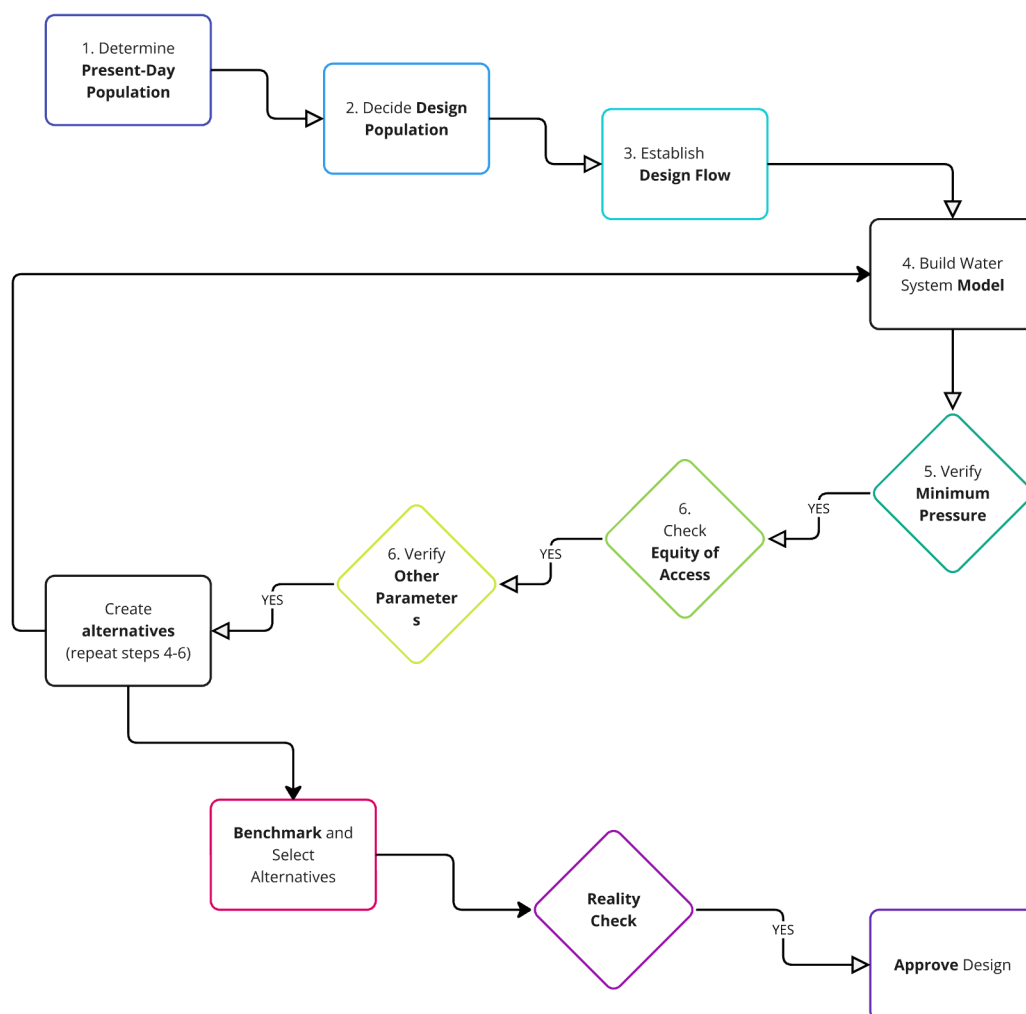 1. Determine
Present-Day
Population
2. Decide Design
Population
3. Establish
Design Flow
4. Build Water
System Model
5. Verify
Minimum
Pressure
YES
6.
Check
Equity of
Access
YES
6. Verify
Other
Parameter
s
YES
Create
alternatives
(repeat steps 4-6)
Benchmark and
Select
Alternatives
Reality
Check
YES
Approve Design